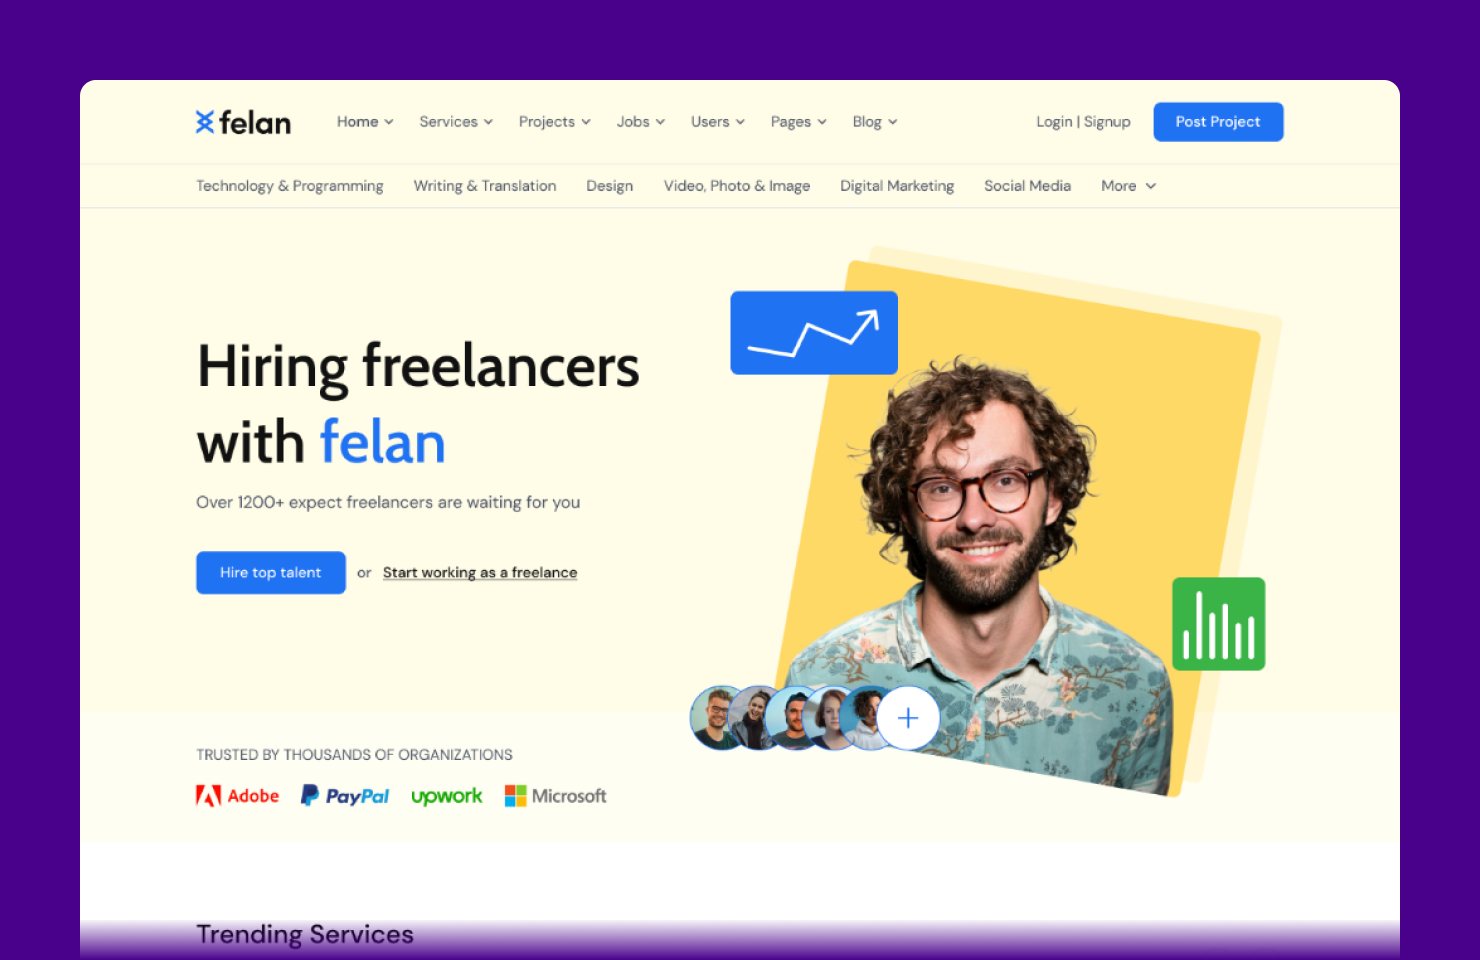 felan Home Services Projects Jobs Users Pages Blog Login | Signup Post Project
Technology & Programming Writing & Translation Design Video, Photo & Image Digital Marketing Social Media More
Hiring freelancers
with felan
Over 1200+ expect freelancers are waiting for you
Hire top talent or Start working as a freelance
TRUSTED BY THOUSANDS OF ORGANIZATIONS
Adobe PayPal upwork Microsoft
Trending Services